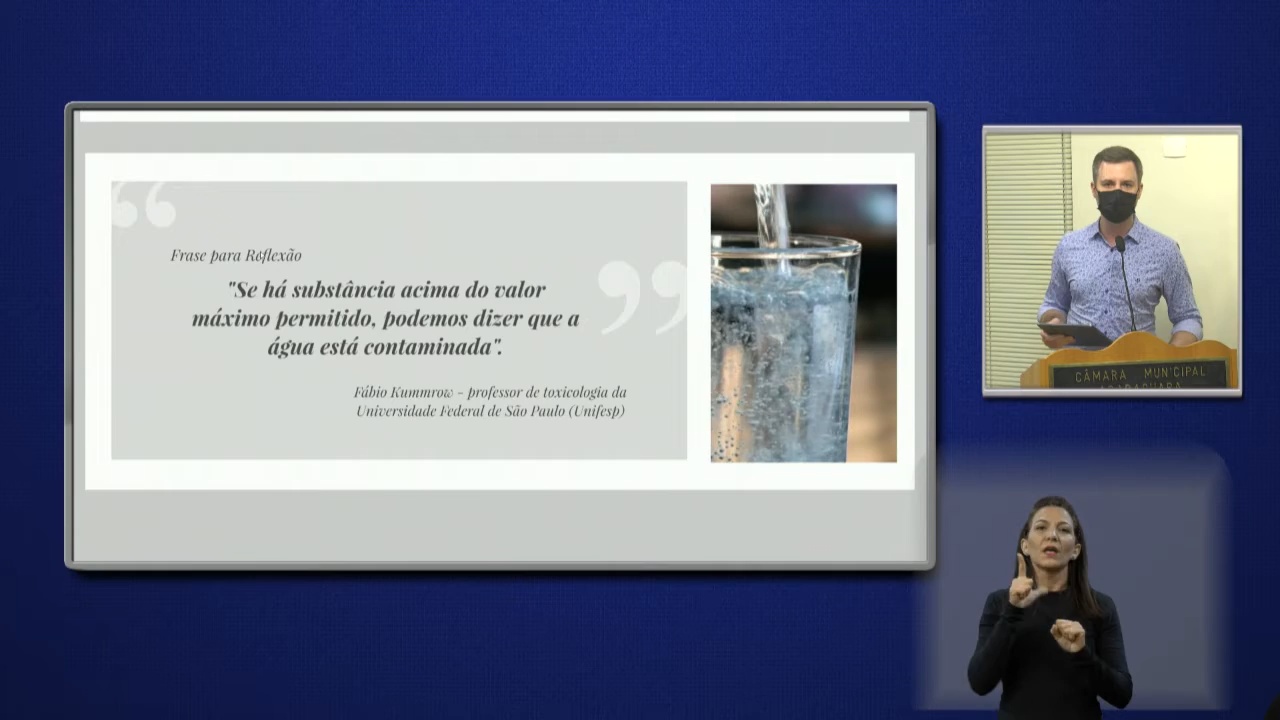 Frase para Reflexão
"Se há substância acima do valor
máximo permitido, podemos dizer que a
água está contaminada".
Fábio Kummrow - professor de toxicologia da
Universidade Federal de São Paulo (Unifesp)
CÂMARA MUNICIPAL